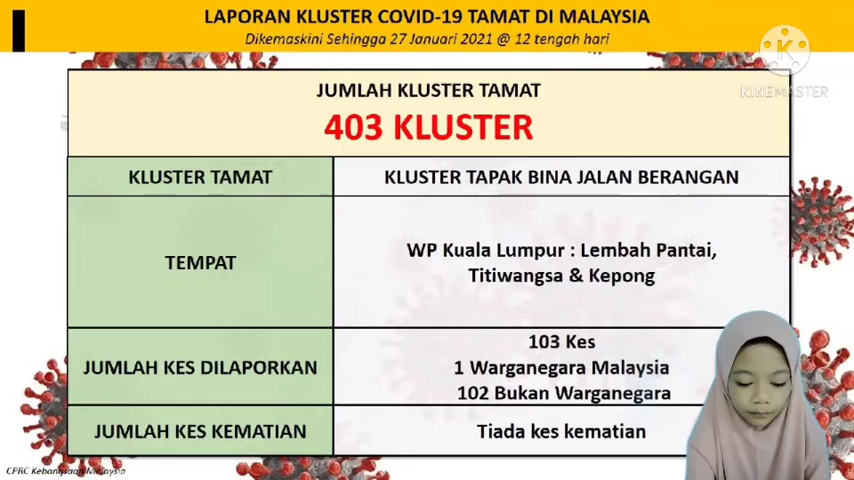 LAPORAN KLUSTER COVID-19 TAMAT DI MALAYSIA
Dikemaskini Sehingga 27 Januari 2021 @ 12 tengah hari
K
KINEMASTER
JUMLAH KLUSTER TAMAT
403 KLUSTER
KLUSTER TAMAT
KLUSTER TAPAK BINA JALAN BERANGAN
TEMPAT
WP Kuala Lumpur : Lembah Pantai,
Titiwangsa & Kepong
JUMLAH KES DILAPORKAN
103 Kes
1 Warganegara Malaysia
102 Bukan Warganegara
JUMLAH KES KEMATIAN
Tiada kes kematian
CPRC Kebangsaan Malaysia